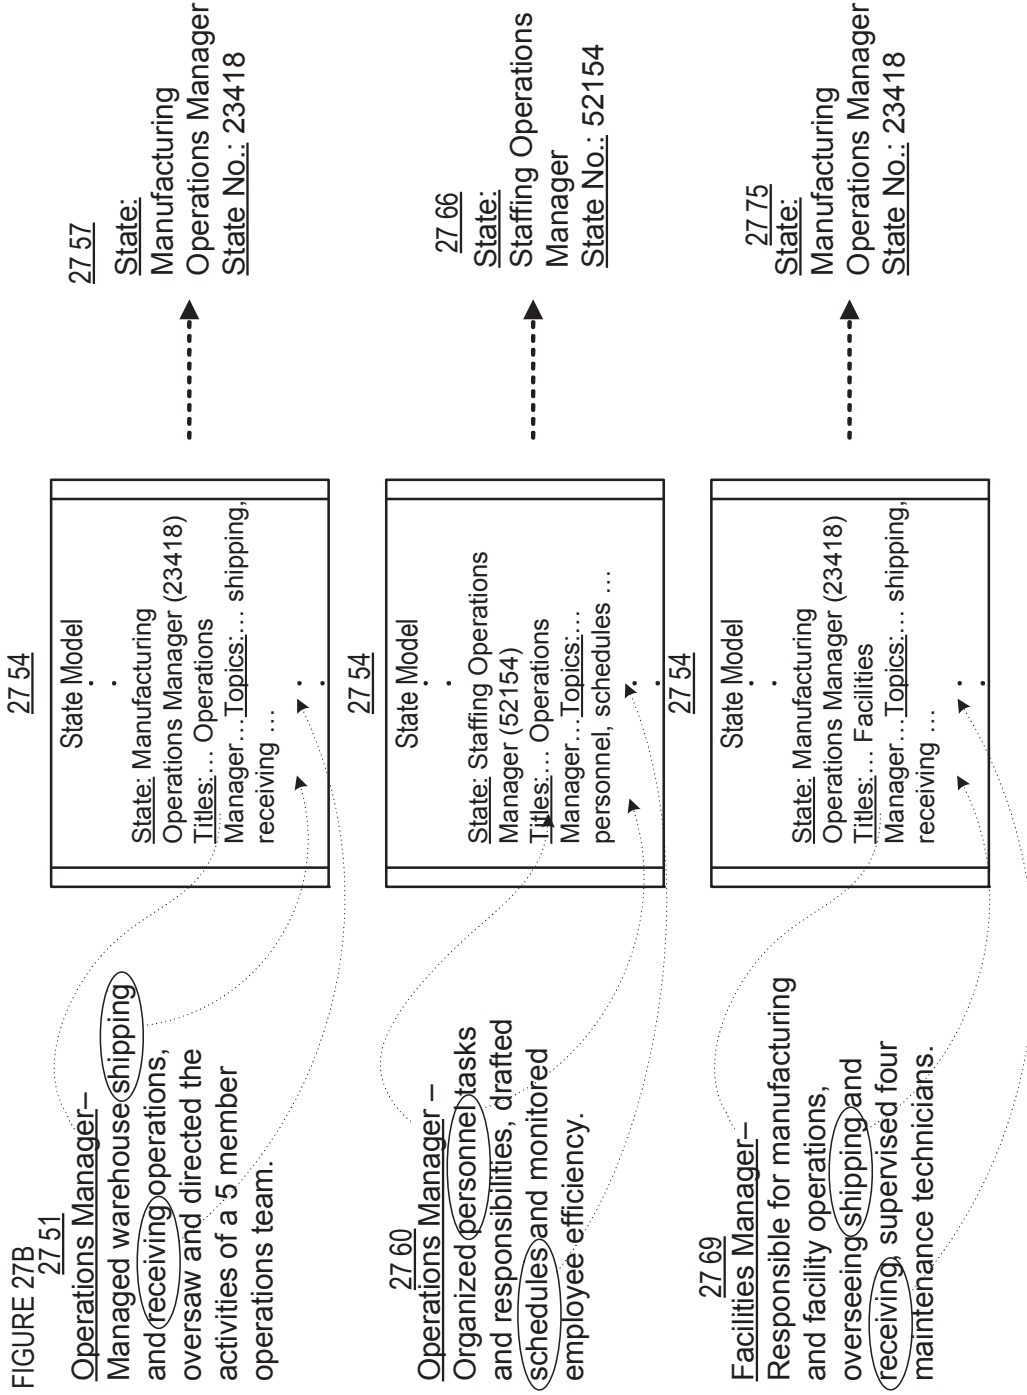 FIGURE 27B
27 51
Operations Manager–
Managed warehouse shipping
and receiving operations,
oversaw and directed the
activities of a 5 member
operations team.
27 54
State Model
State: Manufacturing
Operations Manager (23418)
Titles:… Operations
Manager…Topics:… shipping,
receiving …
27 57
State:
Manufacturing
Operations Manager
State No.: 23418
27 60
Operations Manager –
Organized personnel tasks
and responsibilities, drafted
schedules and monitored
employee efficiency.
27 54
State Model
State: Staffing Operations
Manager (52154)
Titles:… Operations
Manager…Topics:…
personnel, schedules …
27 66
State:
Staffing Operations
Manager
State No.: 52154
27 69
Facilities Manager–
Responsible for manufacturing
and facility operations,
overseeing shipping and
receiving, supervised four
maintenance technicians.
27 54
State Model
State: Manufacturing
Operations Manager (23418)
Titles:… Facilities
Manager…Topics:… shipping,
receiving …
27 75
State:
Manufacturing
Operations Manager
State No.: 23418